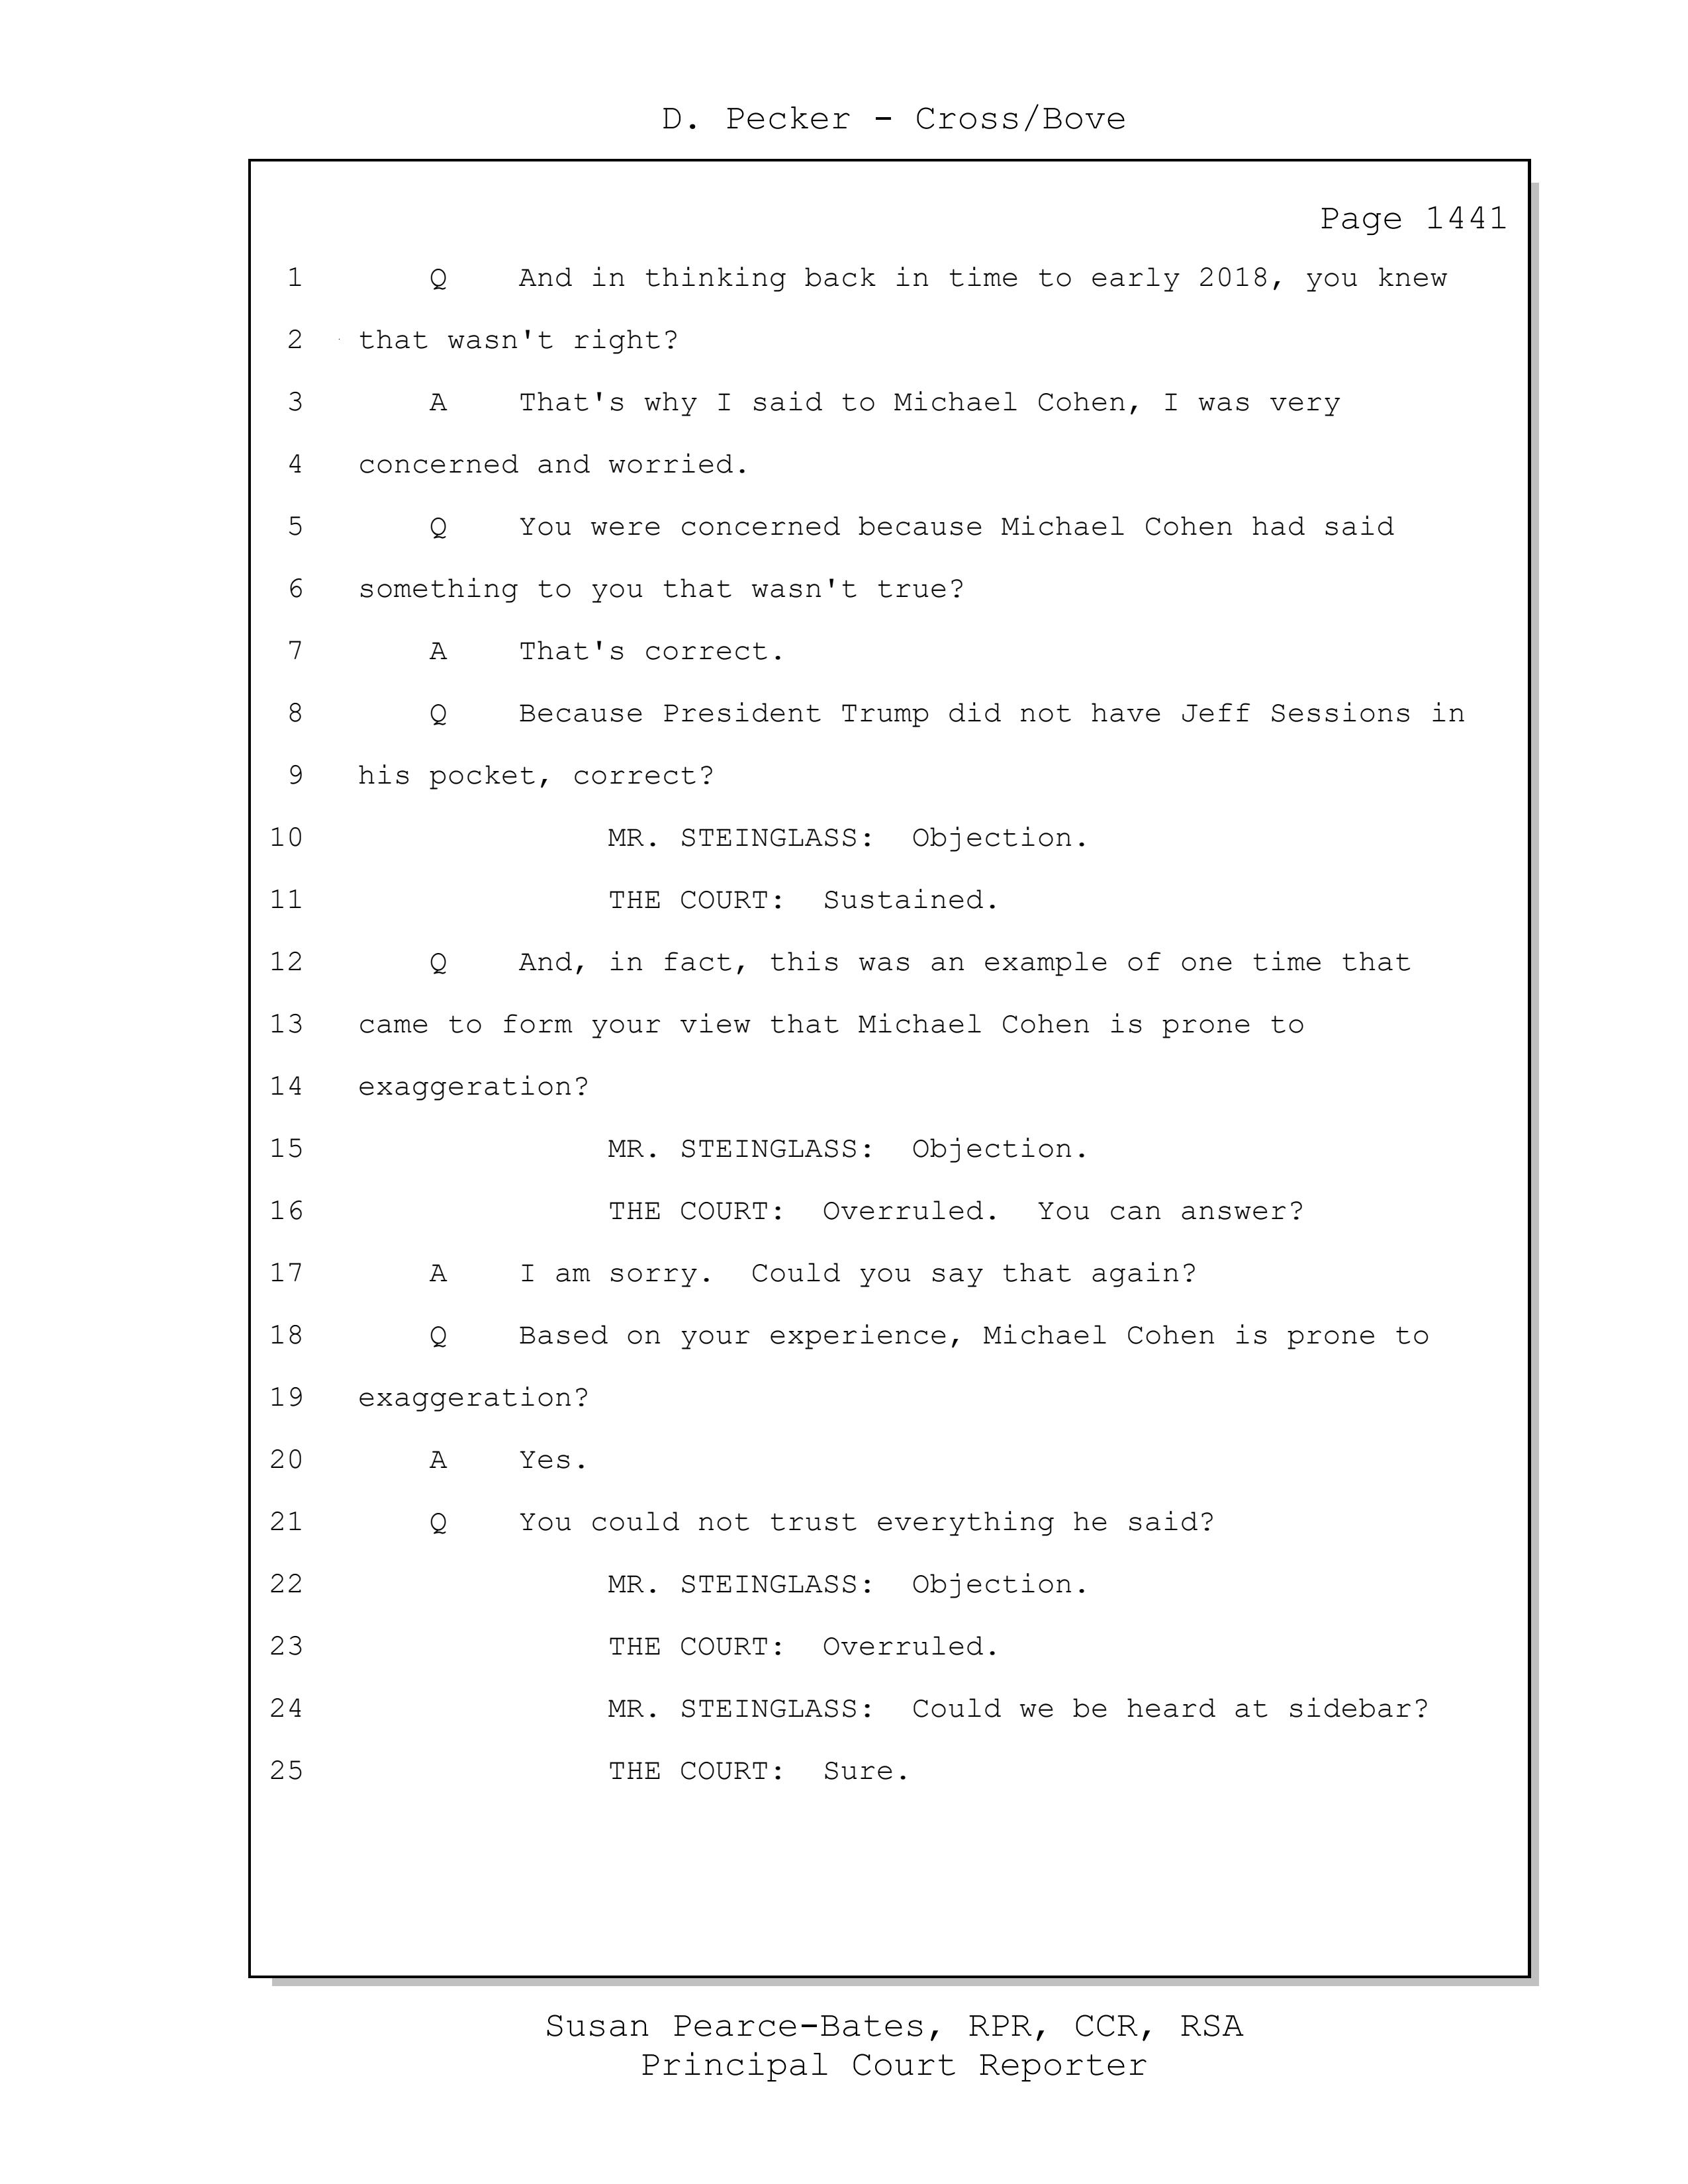 D. Pecker - Cross/Bove
Page 1441
1 Q And in thinking back in time to early 2018, you knew
2 that wasn't right?
3 A That's why I said to Michael Cohen, I was very
4 concerned and worried.
5 Q You were concerned because Michael Cohen had said
6 something to you that wasn't true?
7 A That's correct.
8 Q Because President Trump did not have Jeff Sessions in
9 his pocket, correct?
10 MR. STEINGLASS: Objection.
11 THE COURT: Sustained.
12 Q And, in fact, this was an example of one time that
13 came to form your view that Michael Cohen is prone to
14 exaggeration?
15 MR. STEINGLASS: Objection.
16 THE COURT: Overruled. You can answer?
17 A I am sorry. Could you say that again?
18 Q Based on your experience, Michael Cohen is prone to
19 exaggeration?
20 A Yes.
21 Q You could not trust everything he said?
22 MR. STEINGLASS: Objection.
23 THE COURT: Overruled.
24 MR. STEINGLASS: Could we be heard at sidebar?
25 THE COURT: Sure.
Susan Pearce-Bates, RPR, CCR, RSA
Principal Court Reporter